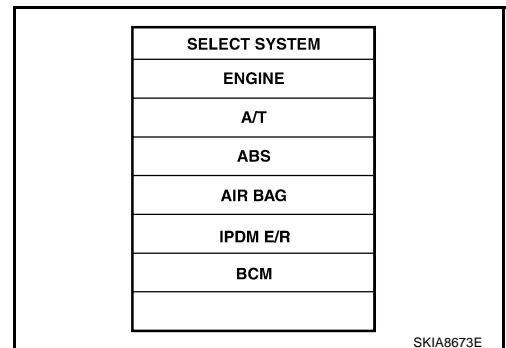 SELECT SYSTEM
ENGINE
A/T
ABS
AIR BAG
IPDM E/R
BCM
SKIA8673E